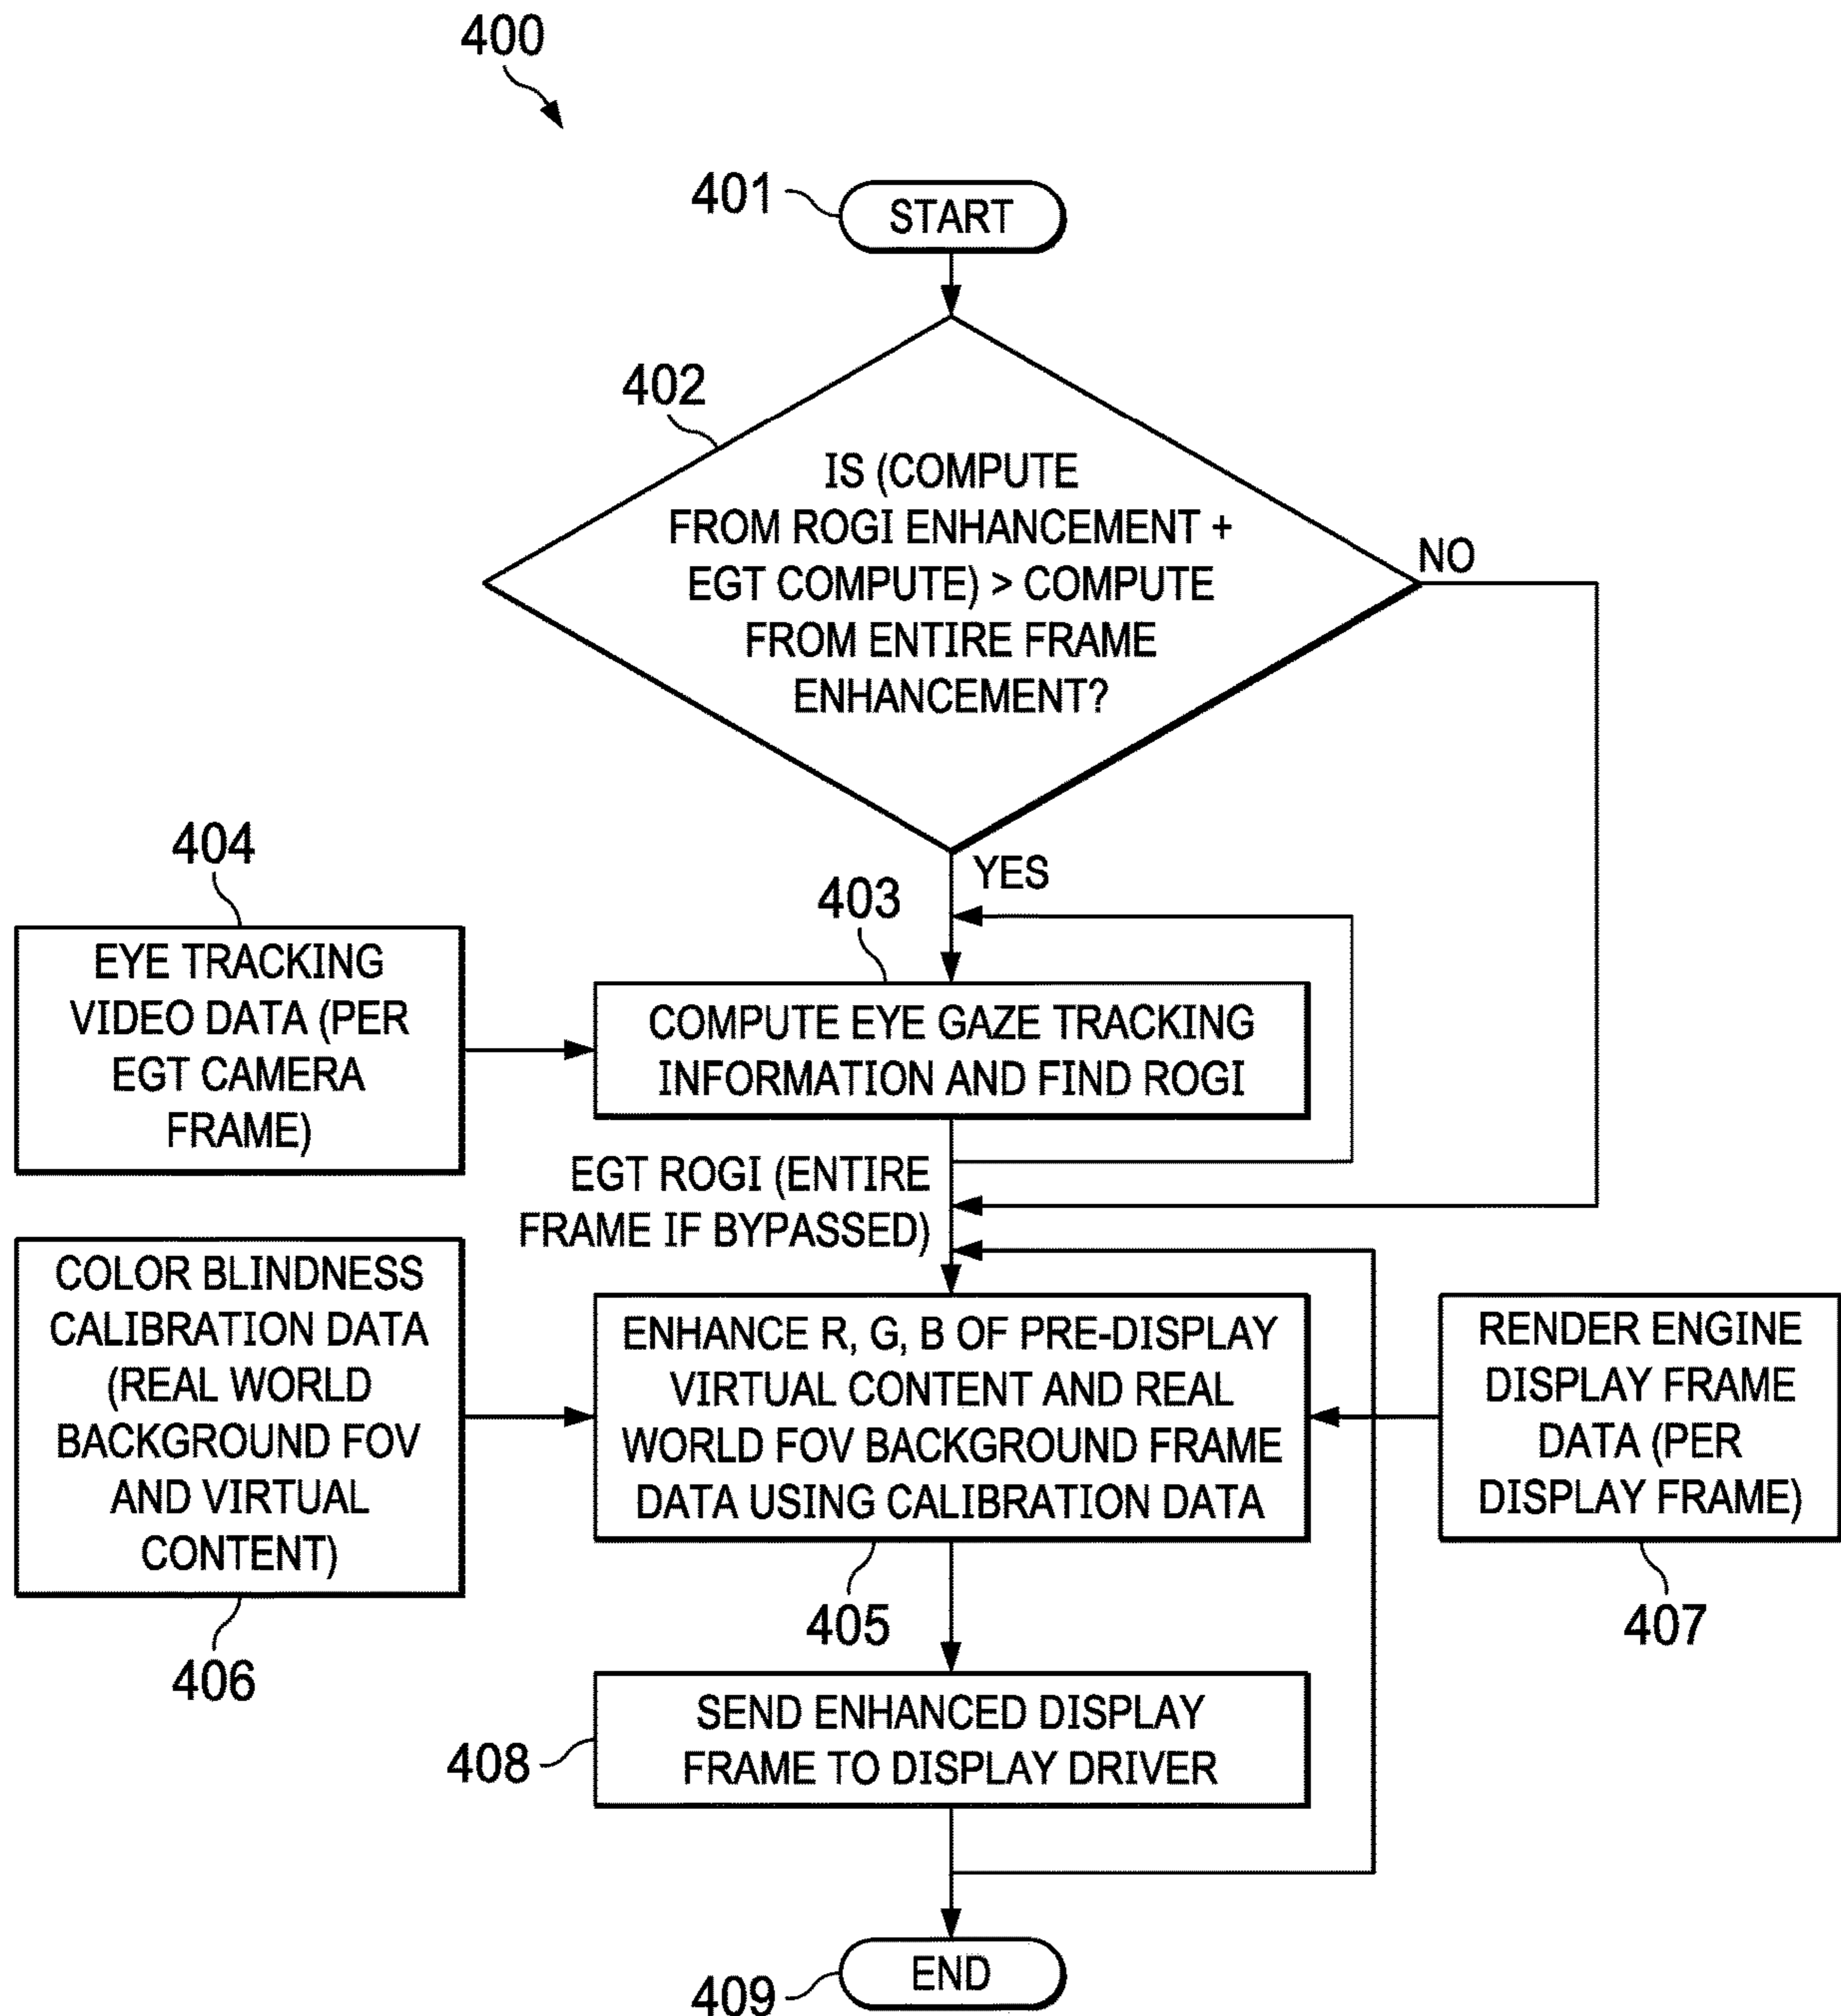 400
401
START
402
IS (COMPUTE
FROM ROGI ENHANCEMENT +
EGT COMPUTE) > COMPUTE
FROM ENTIRE FRAME
ENHANCEMENT?
NO
YES
404
EYE TRACKING
VIDEO DATA (PER
EGT CAMERA
FRAME)
403
COMPUTE EYE GAZE TRACKING
INFORMATION AND FIND ROGI
EGT ROGI (ENTIRE
FRAME IF BYPASSED)
COLOR BLINDNESS
CALIBRATION DATA
(REAL WORLD
BACKGROUND FOV
AND VIRTUAL
CONTENT)
406
ENHANCE R, G, B OF PRE-DISPLAY
VIRTUAL CONTENT AND REAL
WORLD FOV BACKGROUND FRAME
DATA USING CALIBRATION DATA
405
RENDER ENGINE
DISPLAY FRAME
DATA (PER
DISPLAY FRAME)
407
SEND ENHANCED DISPLAY
FRAME TO DISPLAY DRIVER
408
END
409